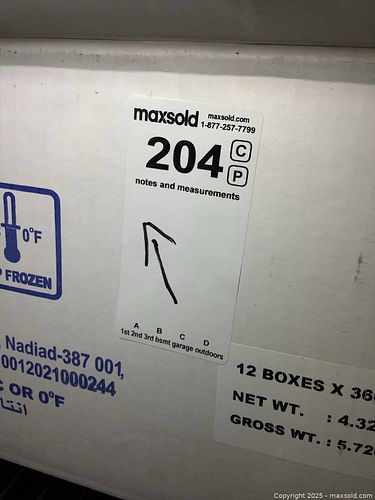 maxsold maxsold.com
1-877-257-7799
204 C
P
notes and measurements
A B C D
1st 2nd 3rd bsmt garage outdoors
0°F
FROZEN
, Nadiad-387 001,
0012021000244
C OR 0°F
12 BOXES X 36
NET WT. : 4.32
GROSS WT. : 5.72
Copyright © 2025 - maxsold.com